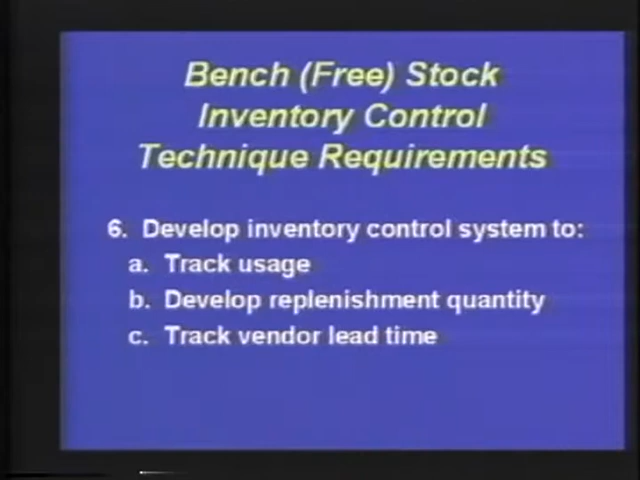 Bench (Free) Stock
Inventory Control
Technique Requirements
6. Develop inventory control system to:
a. Track usage
b. Develop replenishment quantity
c. Track vendor lead time